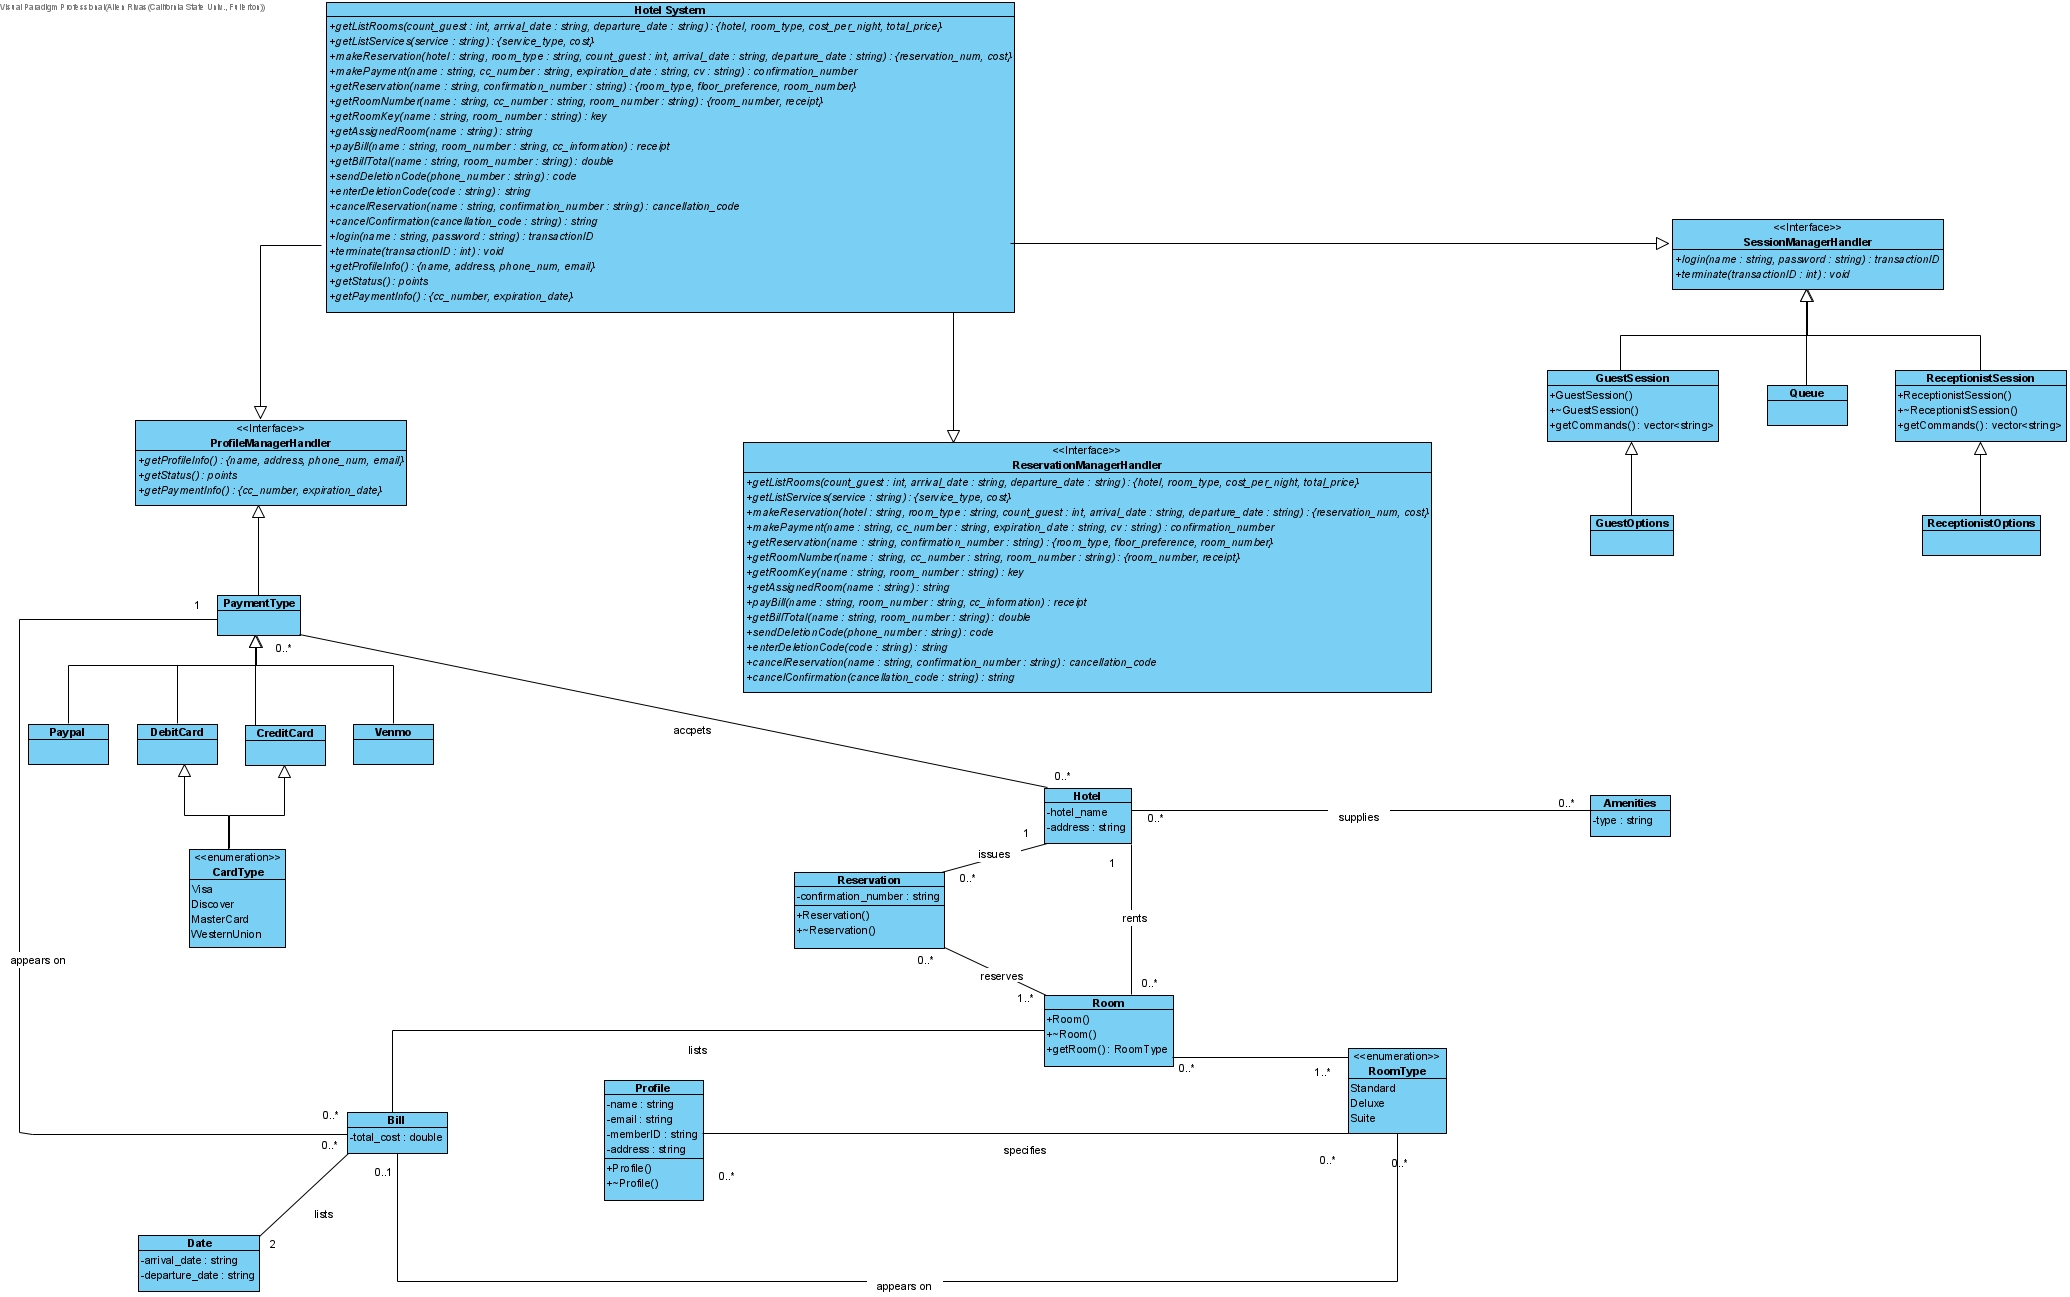 Visual Paradigm Professional(Allen Rivas(California State Univ., Fullerton))
Hotel System
+getListRooms(count_guest : int, arrival_date : string, departure_date : string) : {hotel, room_type, cost_per_night, total_price}
+getListServices(service : string) : {service_type, cost}
+makeReservation(hotel : string, room_type : string, count_guest : int, arrival_date : string, departure_date : string) : {reservation_num, cost}
+makePayment(name : string, cc_number : string, expiration_date : string, cv : string) : confirmation_number
+getReservation(name : string, confirmation_number : string) : {room_type, floor_preference, room_number}
+getRoomNumber(name : string, cc_number : string, room_number : string) : {room_number, receipt}
+getRoomKey(name : string, room_number : string) : key
+getAssignedRoom(name : string) : string
+payBill(name : string, room_number : string, cc_information) : receipt
+getBillTotal(name : string, room_number : string) : double
+sendDeletionCode(phone_number : string) : code
+enterDeletionCode(code : string) : string
+cancelReservation(name : string, confirmation_number : string) : cancellation_code
+cancelConfirmation(cancellation_code : string) : string
+login(name : string, password : string) : transactionID
+terminate(transactionID : int) : void
+getProfileInfo() : {name, address, phone_num, email}
+getStatus() : points
+getPaymentInfo() : {cc_number, expiration_date}
<<Interface>>
SessionManagerHandler
+login(name : string, password : string) : transactionID
+terminate(transactionID : int) : void
GuestSession
+GuestSession()
+~GuestSession()
+getCommands() : vector<string>
Queue
ReceptionistSession
+ReceptionistSession()
+~ReceptionistSession()
+getCommands() : vector<string>
GuestOptions
ReceptionistOptions
<<Interface>>
ProfileManagerHandler
+getProfileInfo() : {name, address, phone_num, email}
+getStatus() : points
+getPaymentInfo() : {cc_number, expiration_date}
<<Interface>>
ReservationManagerHandler
+getListRooms(count_guest : int, arrival_date : string, departure_date : string) : {hotel, room_type, cost_per_night, total_price}
+getListServices(service : string) : {service_type, cost}
+makeReservation(hotel : string, room_type : string, count_guest : int, arrival_date : string, departure_date : string) : {reservation_num, cost}
+makePayment(name : string, cc_number : string, expiration_date : string, cv : string) : confirmation_number
+getReservation(name : string, confirmation_number : string) : {room_type, floor_preference, room_number}
+getRoomNumber(name : string, cc_number : string, room_number : string) : {room_number, receipt}
+getRoomKey(name : string, room_number : string) : key
+getAssignedRoom(name : string) : string
+payBill(name : string, room_number : string, cc_information) : receipt
+getBillTotal(name : string, room_number : string) : double
+sendDeletionCode(phone_number : string) : code
+enterDeletionCode(code : string) : string
+cancelReservation(name : string, confirmation_number : string) : cancellation_code
+cancelConfirmation(cancellation_code : string) : string
1
PaymentType
0..*
Paypal
DebitCard
CreditCard
Venmo
accpets
<<enumeration>>
CardType
Visa
Discover
MasterCard
WesternUnion
appears on
0..*
Hotel
-hotel_name
-address : string
0..*
supplies
0..*
Amenities
-type : string
1
issues
0..*
1
Reservation
-confirmation_number : string
+Reservation()
+~Reservation()
rents
0..*
reserves
1..*
0..*
Room
+Room()
+~Room()
+getRoom() : RoomType
lists
0..*
1..*
<<enumeration>>
RoomType
Standard
Deluxe
Suite
Profile
-name : string
-email : string
-memberID : string
-address : string
+Profile()
+~Profile()
specifies
0..*
0..*
0..*
0..*
Bill
-total_cost : double
0..*
0..1
lists
2
Date
-arrival_date : string
-departure_date : string
appears on